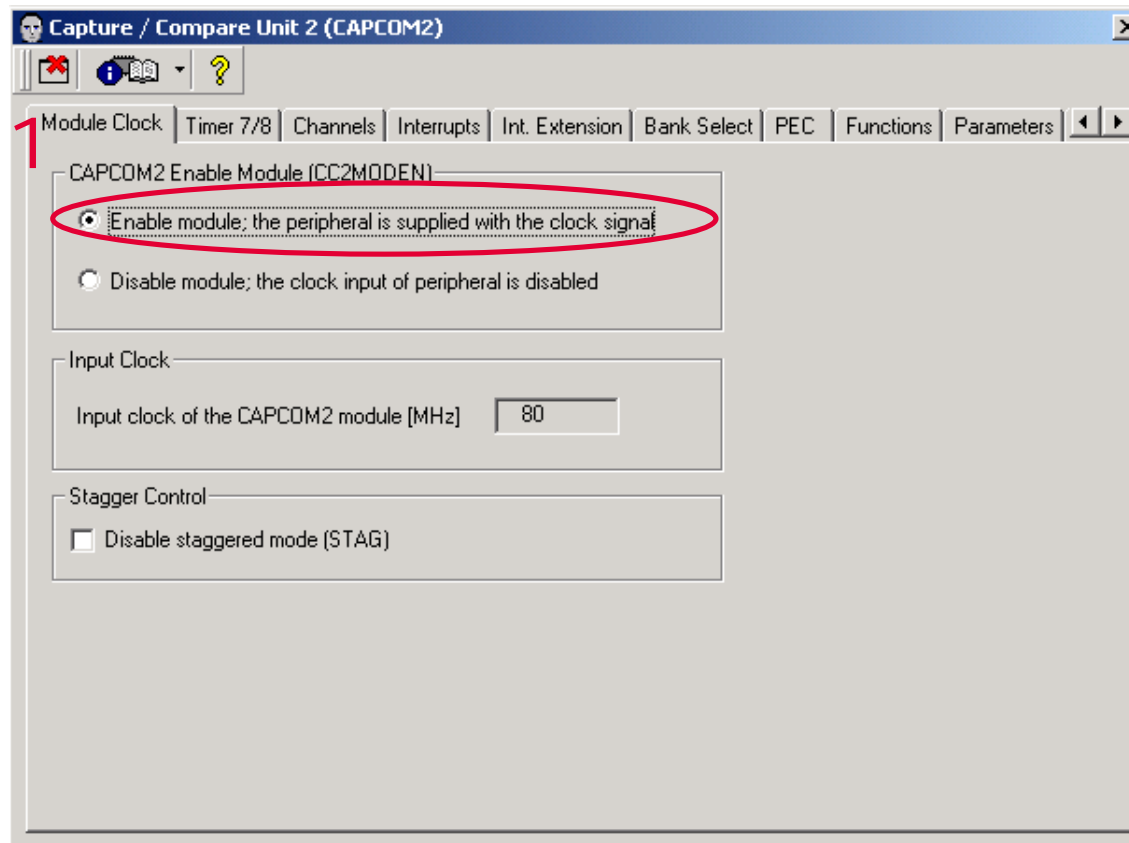 Capture / Compare Unit 2 (CAPCOM2)
1
Module Clock Timer 7/8 Channels Interrupts Int. Extension Bank Select PEC Functions Parameters
CAPCOM2 Enable Module (CC2MODEN)
Enable module; the peripheral is supplied with the clock signal
Disable module; the clock input of peripheral is disabled
Input Clock
Input clock of the CAPCOM2 module [MHz] 80
Stagger Control
Disable staggered mode (STAG)